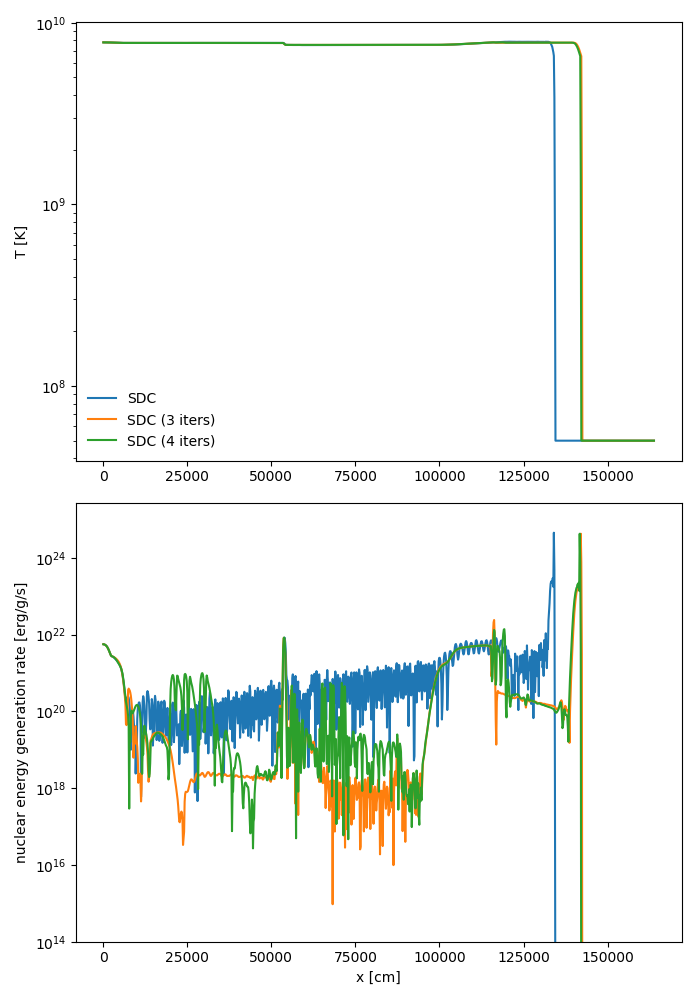 10^10
10^9
10^8
T [K]
SDC
SDC (3 iters)
SDC (4 iters)
0 25000 50000 75000 100000 125000 150000
10^24
10^22
10^20
10^18
10^16
10^14
nuclear energy generation rate [erg/g/s]
0 25000 50000 75000 100000 125000 150000
x [cm]